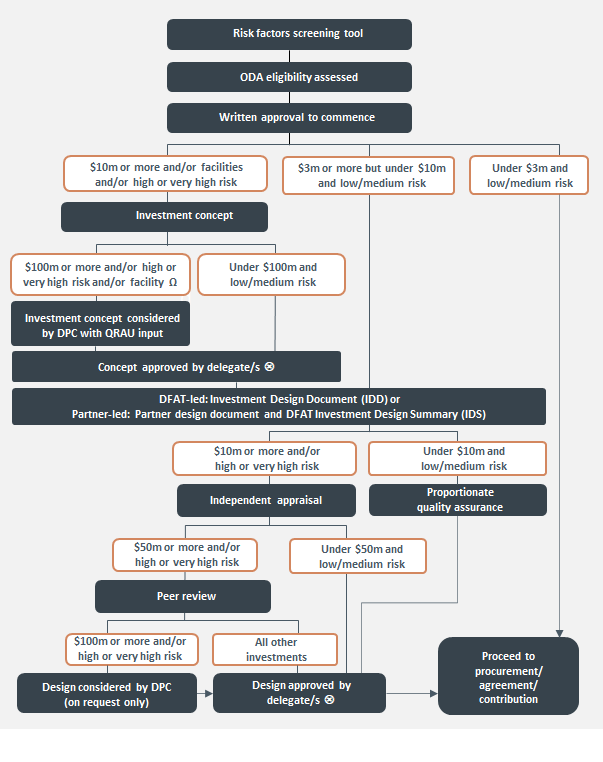 Risk factors screening tool
ODA eligibility assessed
Written approval to commence
$10m or more and/or facilities
and/or high or very high risk
$3m or more but under $10m
and low/medium risk
Under $3m and
low/medium risk
Investment concept
$100m or more and/or high or
very high risk and/or facility Ω
Under $100m and
low/medium risk
Investment concept considered
by DPC with QRAU input
Concept approved by delegate/s ⊗
DFAT-led: Investment Design Document (IDD) or
Partner-led: Partner design document and DFAT Investment Design Summary (IDS)
$10m or more and/or
high or very high risk
Under $10m and
low/medium risk
Independent appraisal
Proportionate
quality assurance
$50m or more and/or
high or very high risk
Under $50m and
low/medium risk
Peer review
$100m or more and/or
high or very high risk
All other
investments
Design considered by DPC
(on request only)
Design approved by
delegate/s ⊗
Proceed to
procurement/
agreement/
contribution